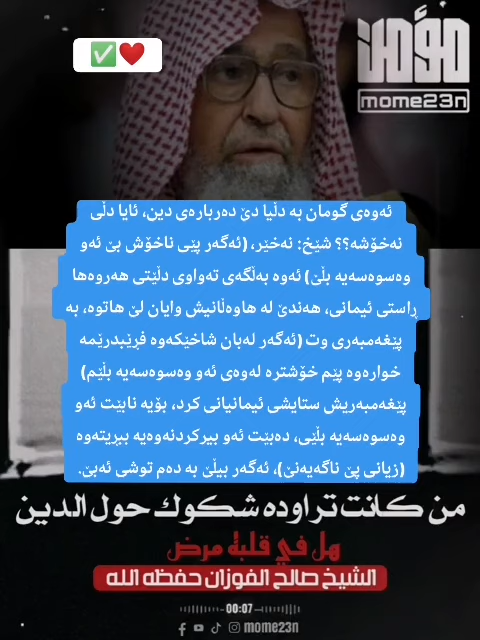 مؤمن
mome23n
ئەوەی گومان بە دڵیا دێ دەربارەی دین، ئایا دڵی
نەخۆشە؟؟ شێخ: نەخێر، (ئەگەر پێی ناخۆش بێ ئەو
وەسوەسەیە بڵێ) ئەوە بەڵگەی تەواوی دڵێتی هەروەها
ڕاستی ئیمانی، هەندێ لە هاوەڵانیش وایان لێ هاتوە، بە
پێغەمبەری وت (ئەگەر لەبان شاخێکەوە فڕێبدرێمە
خوارەوە پێم خۆشترە لەوەی ئەو وەسوەسەیە بڵێم)
پێغەمبەریش ستایشی ئیمانیانی کرد، بۆیە نابێت ئەو
وەسوەسەیە بڵێی، دەبێت ئەو بیرکردنەوەیە ببڕیتەوە
(زیانی پێ ناگەیەنێ)، ئەگەر بیڵێ بە دەم توشی ئەبێ.
من كانت تراوده شكوك حول الدين
هل في قلبة مرض
الشيخ صالح الفوزان حفظه الله
00:07
mome23n